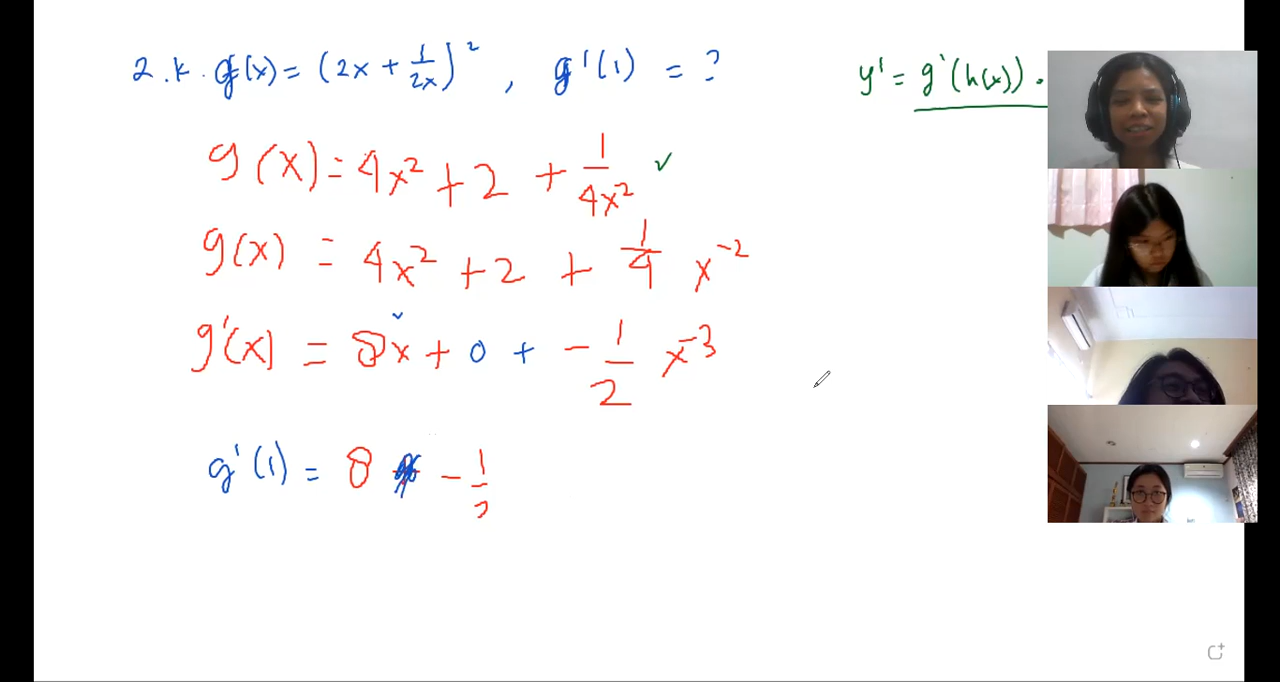 2.k. g(x) = (2x + 1/2x)², g'(1) = ?
y' = g'(h(x)) ·
g(x) = 4x² + 2 + 1/4x² ✓
g(x) = 4x² + 2 + 1/4 x⁻²
g'(x) = 8x + 0 + - 1/2 x⁻³
g'(1) = 8 - 1/2